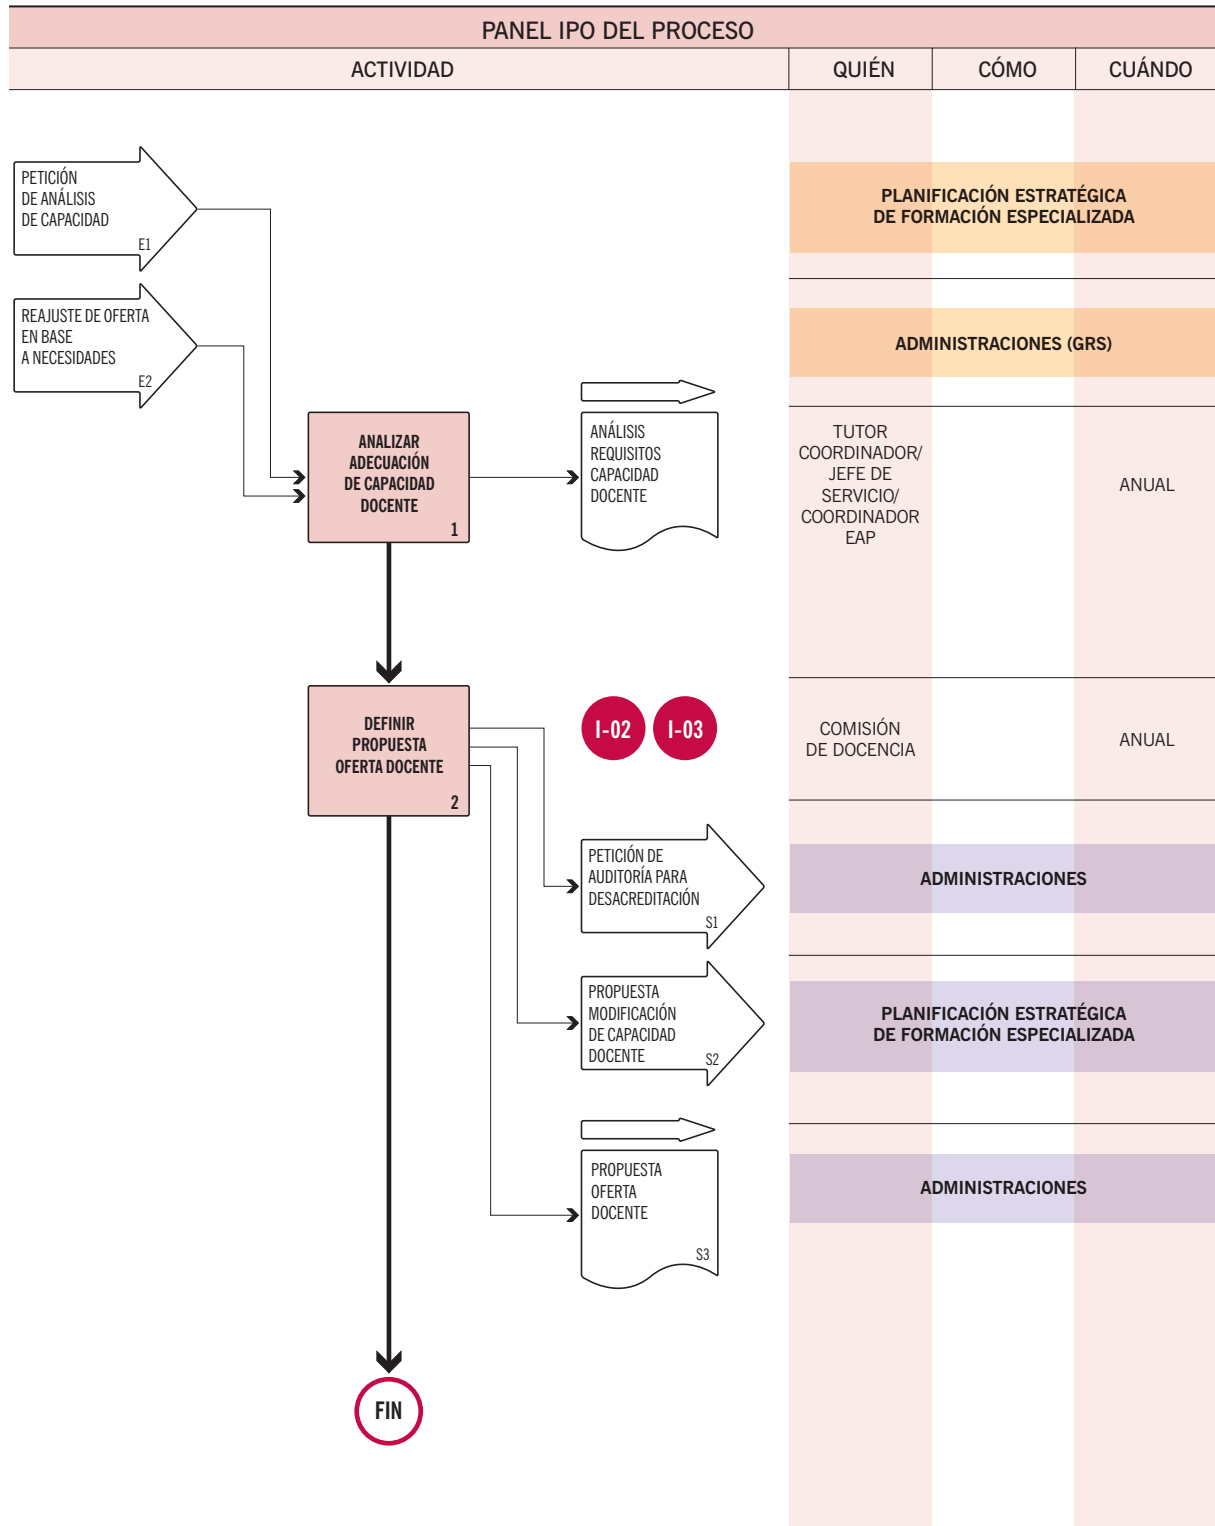 PANEL IPO DEL PROCESO
ACTIVIDAD
QUIÉN
CÓMO
CUÁNDO
PETICIÓN
DE ANÁLISIS
DE CAPACIDAD
E1
PLANIFICACIÓN ESTRATÉGICA
DE FORMACIÓN ESPECIALIZADA
REAJUSTE DE OFERTA
EN BASE
A NECESIDADES
E2
ADMINISTRACIONES (GRS)
ANALIZAR
ADECUACIÓN
DE CAPACIDAD
DOCENTE
1
ANÁLISIS
REQUISITOS
CAPACIDAD
DOCENTE
TUTOR
COORDINADOR/
JEFE DE
SERVICIO/
COORDINADOR
EAP
ANUAL
DEFINIR
PROPUESTA
OFERTA DOCENTE
2
I-02
I-03
COMISIÓN
DE DOCENCIA
ANUAL
PETICIÓN DE
AUDITORÍA PARA
DESACREDITACIÓN
S1
ADMINISTRACIONES
PROPUESTA
MODIFICACIÓN
DE CAPACIDAD
DOCENTE
S2
PLANIFICACIÓN ESTRATÉGICA
DE FORMACIÓN ESPECIALIZADA
PROPUESTA
OFERTA
DOCENTE
S3
ADMINISTRACIONES
FIN